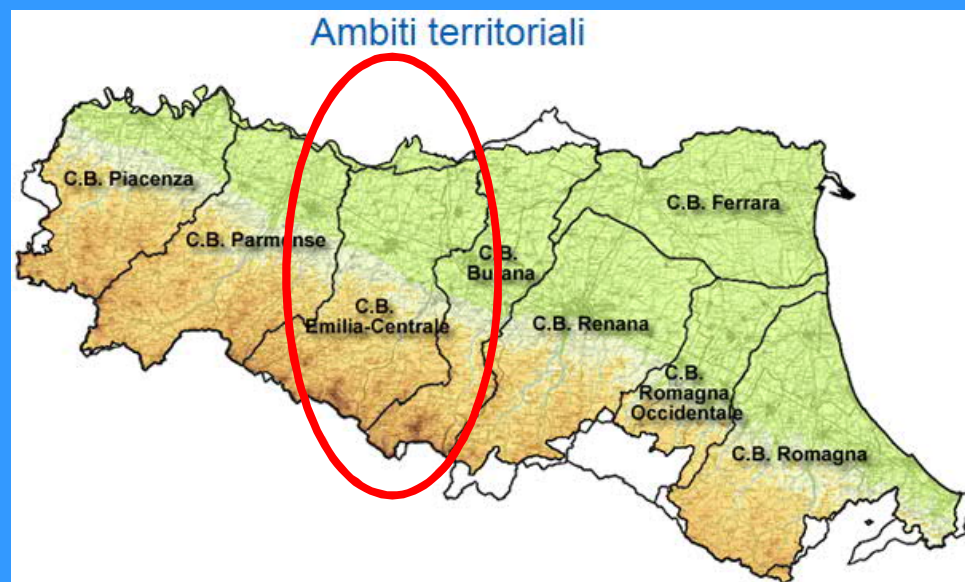 Ambiti territoriali
C.B. Piacenza
C.B. Parmense
C.B.
Emilia-Centrale
C.B.
Burana
C.B. Renana
C.B. Ferrara
C.B.
Romagna
Occidentale
C.B. Romagna